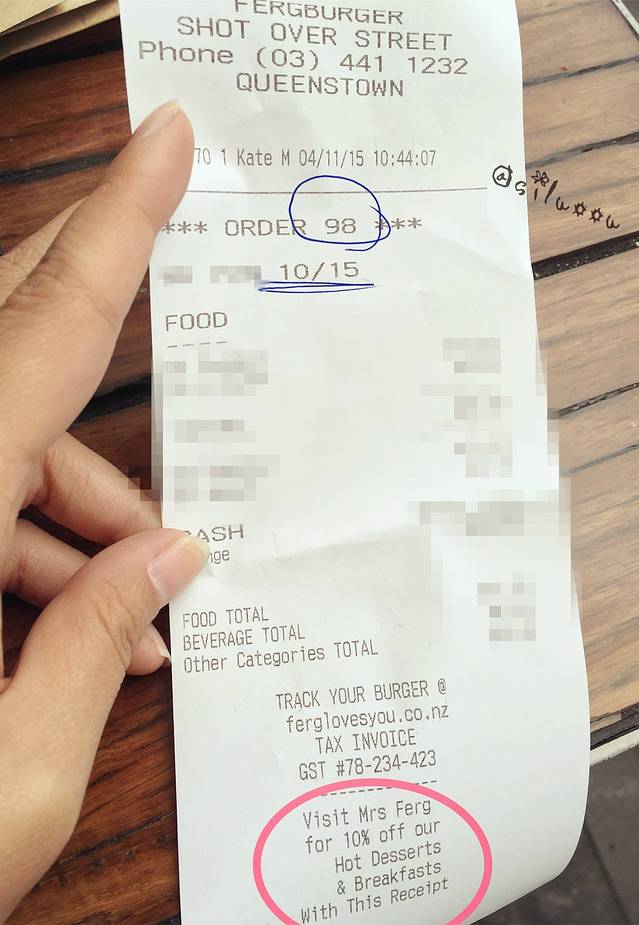 FERGBURGER
SHOT OVER STREET
Phone (03) 441 1232
QUEENSTOWN
70 1 Kate M 04/11/15 10:44:07
*** ORDER 98 ***
10/15
FOOD
CASH
nge
FOOD TOTAL
BEVERAGE TOTAL
Other Categories TOTAL
TRACK YOUR BURGER @
ferglovesyou.co.nz
TAX INVOICE
GST #78-234-423
Visit Mrs Ferg
for 10% off our
Hot Desserts
& Breakfasts
With This Receipt